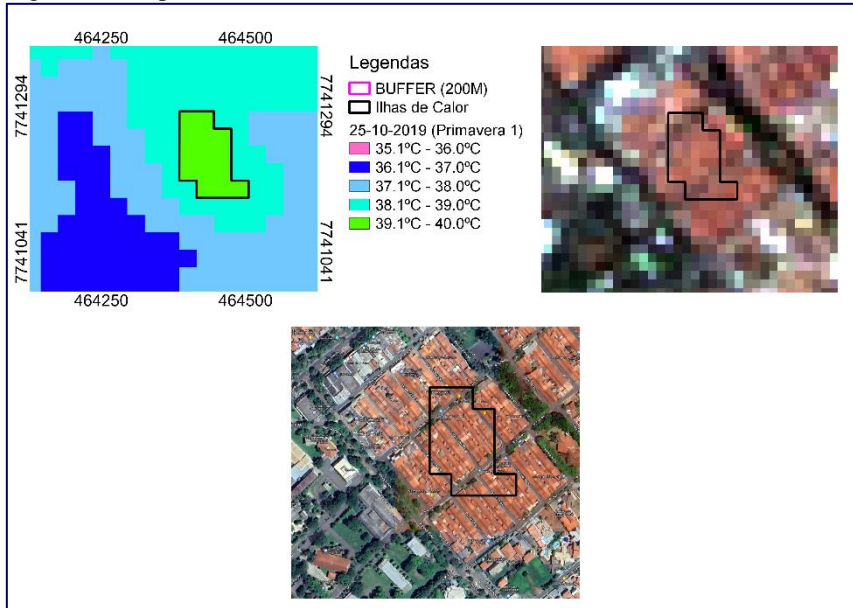 464250 464500
7741294
7741041
7741294
7741041
464250 464500
Legendas
BUFFER (200M)
Ilhas de Calor
25-10-2019 (Primavera 1)
35.1ºC - 36.0ºC
36.1ºC - 37.0ºC
37.1ºC - 38.0ºC
38.1ºC - 39.0ºC
39.1ºC - 40.0ºC